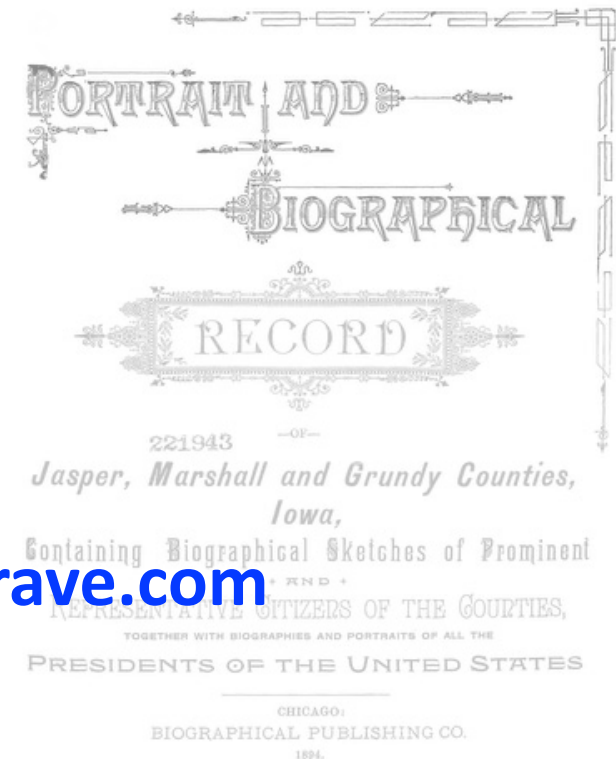 PORTRAIT AND
BIOGRAPHICAL
RECORD
—OF—
221943
Jasper, Marshall and Grundy Counties,
Iowa,
Containing Biographical Sketches of Prominent
AND
REPRESENTATIVE CITIZENS OF THE COUNTIES,
rave.com
TOGETHER WITH BIOGRAPHIES AND PORTRAITS OF ALL THE
PRESIDENTS OF THE UNITED STATES
CHICAGO:
BIOGRAPHICAL PUBLISHING CO.
1894.